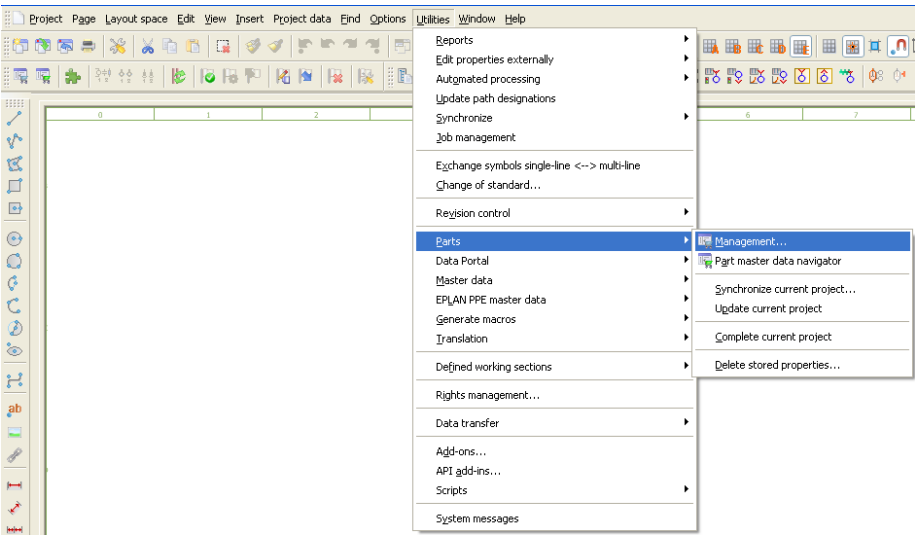 Project Page Layout space Edit View Insert Project data Find Options Utilities Window Help
0 1 2 6 7
ab
Reports
Edit properties externally
Automated processing
Update path designations
Synchronize
Job management
Exchange symbols single-line <--> multi-line
Change of standard...
Revision control
Parts
Data Portal
Master data
EPLAN PPE master data
Generate macros
Translation
Defined working sections
Rights management...
Data transfer
Add-ons...
API add-ins...
Scripts
System messages
Management...
Part master data navigator
Synchronize current project...
Update current project
Complete current project
Delete stored properties...